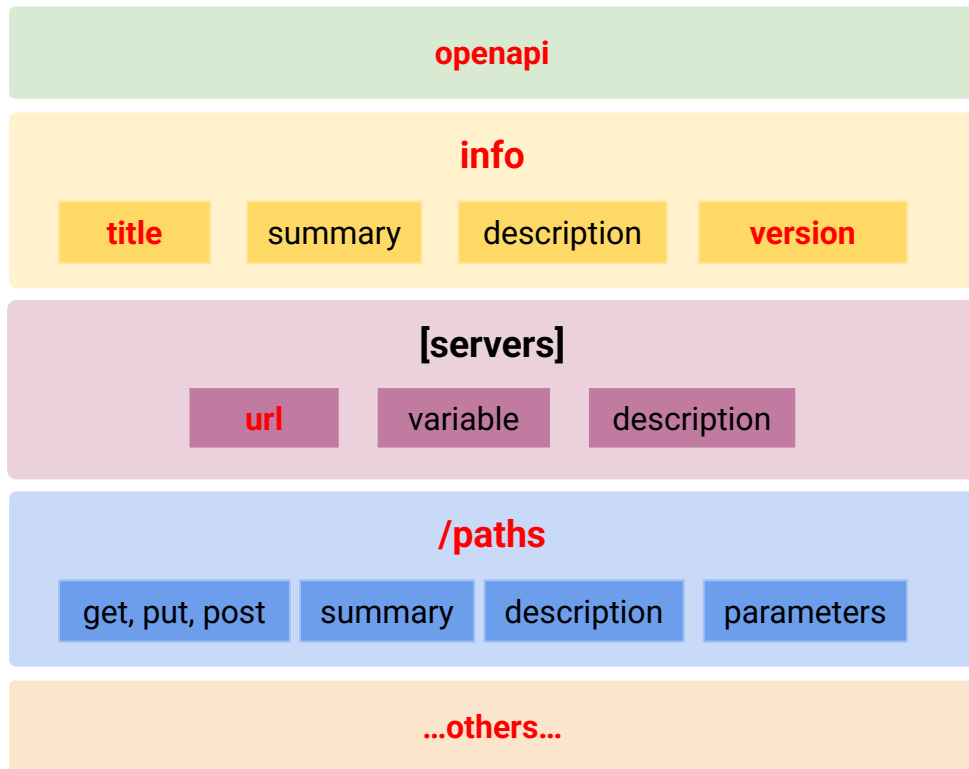 openapi
info
title summary description version
[servers]
url variable description
/paths
get, put, post summary description parameters
…others…